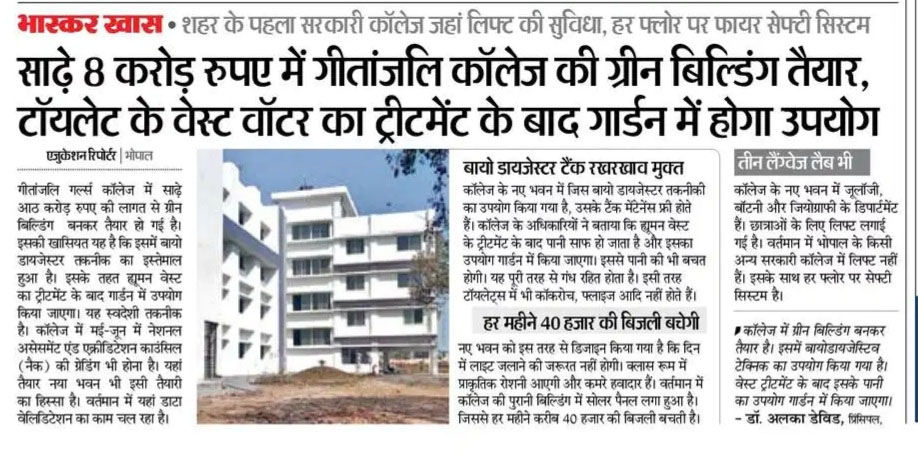 भास्कर खास • शहर के पहला सरकारी कॉलेज जहां लिफ्ट की सुविधा, हर फ्लोर पर फायर सेफ्टी सिस्टम
साढ़े 8 करोड़ रुपए में गीतांजलि कॉलेज की ग्रीन बिल्डिंग तैयार,
टॉयलेट के वेस्ट वॉटर का ट्रीटमेंट के बाद गार्डन में होगा उपयोग
एजुकेशन रिपोर्टर | भोपाल
गीतांजलि गर्ल्स कॉलेज में साढ़े
आठ करोड़ रुपए की लागत से ग्रीन
बिल्डिंग बनकर तैयार हो गई है।
इसकी खासियत यह है कि इसमें बायो
डायजेस्टर तकनीक का इस्तेमाल
हुआ है। इसके तहत ह्यूमन वेस्ट
का ट्रीटमेंट के बाद गार्डन में उपयोग
किया जाएगा। यह स्वदेशी तकनीक
है। कॉलेज में मई-जून में नेशनल
असेसमेंट एंड एक्रीडिटेशन काउंसिल
(नैक) की ग्रेडिंग भी होना है। यहां
तैयार नया भवन भी इसी तैयारी
का हिस्सा है। वर्तमान में यहां डाटा
वेलिडिटेशन का काम चल रहा है।
बायो डायजेस्टर टैंक रखरखाव मुक्त
कॉलेज के नए भवन में जिस बायो डायजेस्टर तकनीकी
का उपयोग किया गया है, उसके टैंक मेंटेनेंस फ्री होते
हैं। कॉलेज के अधिकारियों ने बताया कि ह्यूमन वेस्ट
के ट्रीटमेंट के बाद पानी साफ हो जाता है और इसका
उपयोग गार्डन में किया जाएगा। इससे पानी की भी बचत
होगी। यह पूरी तरह से गंध रहित होता है। इसी तरह
टॉयलेट्स में भी कॉकरोच, फ्लाइज आदि नहीं होते हैं।
हर महीने 40 हजार की बिजली बचेगी
नए भवन को इस तरह से डिजाइन किया गया है कि दिन
में लाइट जलाने की जरूरत नहीं होगी। क्लास रूम में
प्राकृतिक रोशनी आएगी और कमरे हवादार हैं। वर्तमान में
कॉलेज की पुरानी बिल्डिंग में सोलर पैनल लगा हुआ है।
जिससे हर महीने करीब 40 हजार की बिजली बचती है।
तीन लैंग्वेज लैब भी
कॉलेज के नए भवन में जूलॉजी,
बॉटनी और जियोग्राफी के डिपार्टमेंट
हैं। छात्राओं के लिए लिफ्ट लगाई
गई है। वर्तमान में भोपाल के किसी
अन्य सरकारी कॉलेज में लिफ्ट नहीं
हैं। इसके साथ हर फ्लोर पर सेफ्टी
सिस्टम है।
कॉलेज में ग्रीन बिल्डिंग बनकर
तैयार है। इसमें बायोडायजेस्टिव
टेक्निक का उपयोग किया गया है।
वेस्ट ट्रीटमेंट के बाद इसके पानी
का उपयोग गार्डन में किया जाएगा।
- डॉ. अलका डेविड, प्रिंसिपल,